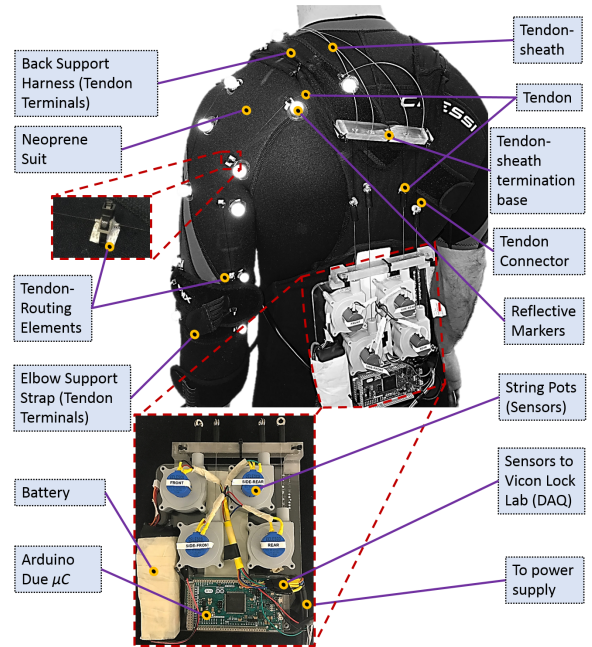 Tendon-
sheath
Back Support
Harness (Tendon
Terminals)
Tendon
CRESSI
Neoprene
Suit
Tendon-
sheath
termination
base
Tendon
Connector
Tendon-
Routing
Elements
Reflective
Markers
Elbow Support
Strap (Tendon
Terminals)
String Pots
(Sensors)
FRONT
SIDE-REAR
Sensors to
Vicon Lock
Lab (DAQ)
Battery
SIDE-FRONT
REAR
Arduino
Due μC
To power
supply